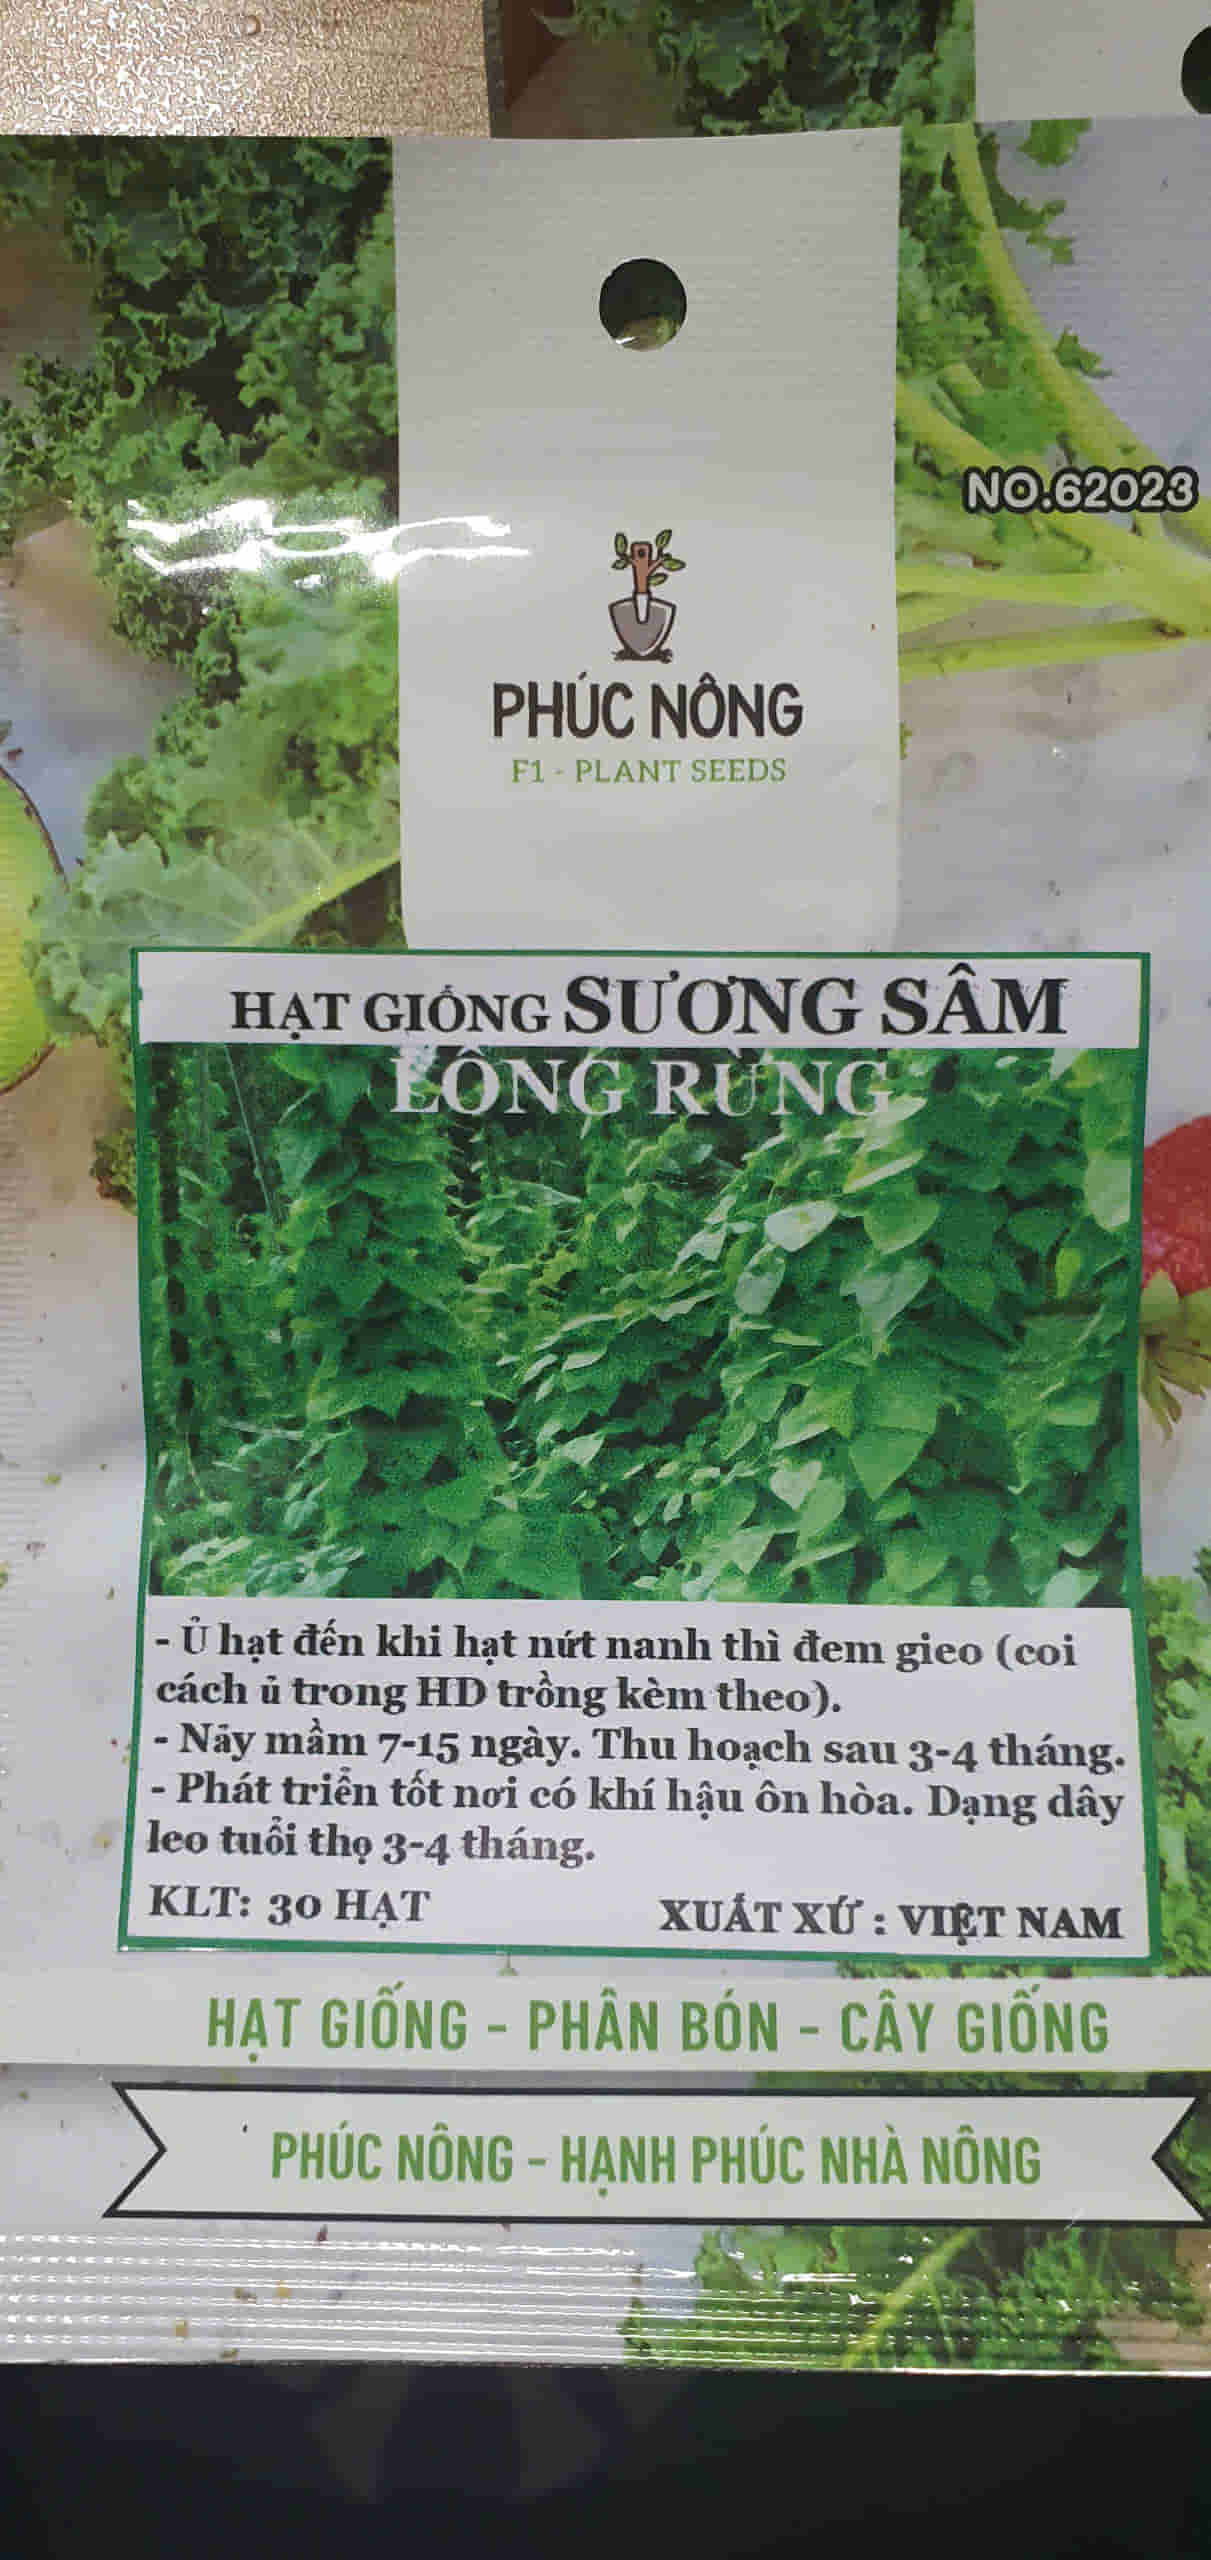 NO.62023
PHÚC NÔNG
F1 - PLANT SEEDS
HẠT GIỐNG SƯƠNG SÂM
LÔNG RỪNG
- Ủ hạt đến khi hạt nứt nanh thì đem gieo (coi
cách ủ trong HD trồng kèm theo).
- Nảy mầm 7-15 ngày. Thu hoạch sau 3-4 tháng.
- Phát triển tốt nơi có khí hậu ôn hòa. Dạng dây
leo tuổi thọ 3-4 tháng.
KLT: 30 HẠT
XUẤT XỨ : VIỆT NAM
HẠT GIỐNG - PHÂN BÓN - CÂY GIỐNG
PHÚC NÔNG - HẠNH PHÚC NHÀ NÔNG